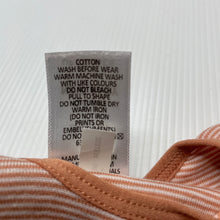 COTTON
WASH BEFORE WEAR
WARM MACHINE WASH
WITH LIKE COLOURS
DO NOT BLEACH
PULL TO SHAPE
DO NOT TUMBLE DRY
WARM IRON
DO NOT IRON
PRINTS OR